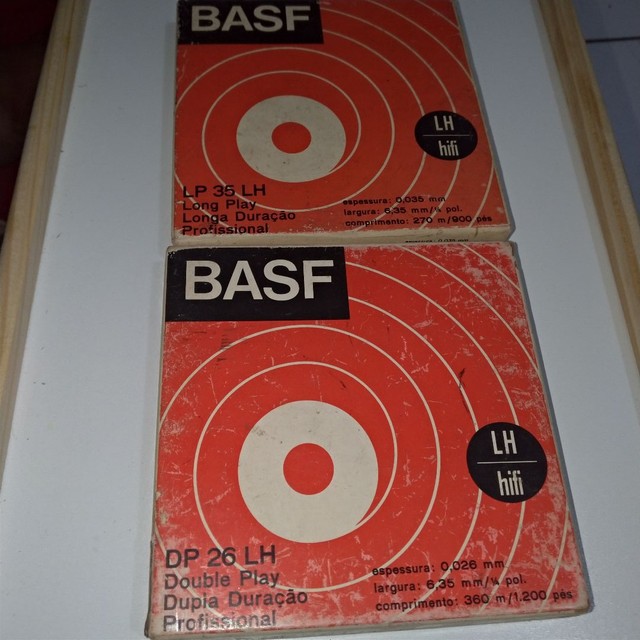 BASF
LH
hifi
LP 35 LH
Long Play
Longa Duração
Profissional
espessura: 0,035 mm
largura: 6,35 mm/¼ pol.
comprimento: 270 m/900 pés
BASF
LH
hifi
DP 26 LH
Double Play
Dupla Duração
Profissional
espessura: 0,026 mm
largura: 6,35 mm/¼ pol.
comprimento: 360 m/1.200 pés